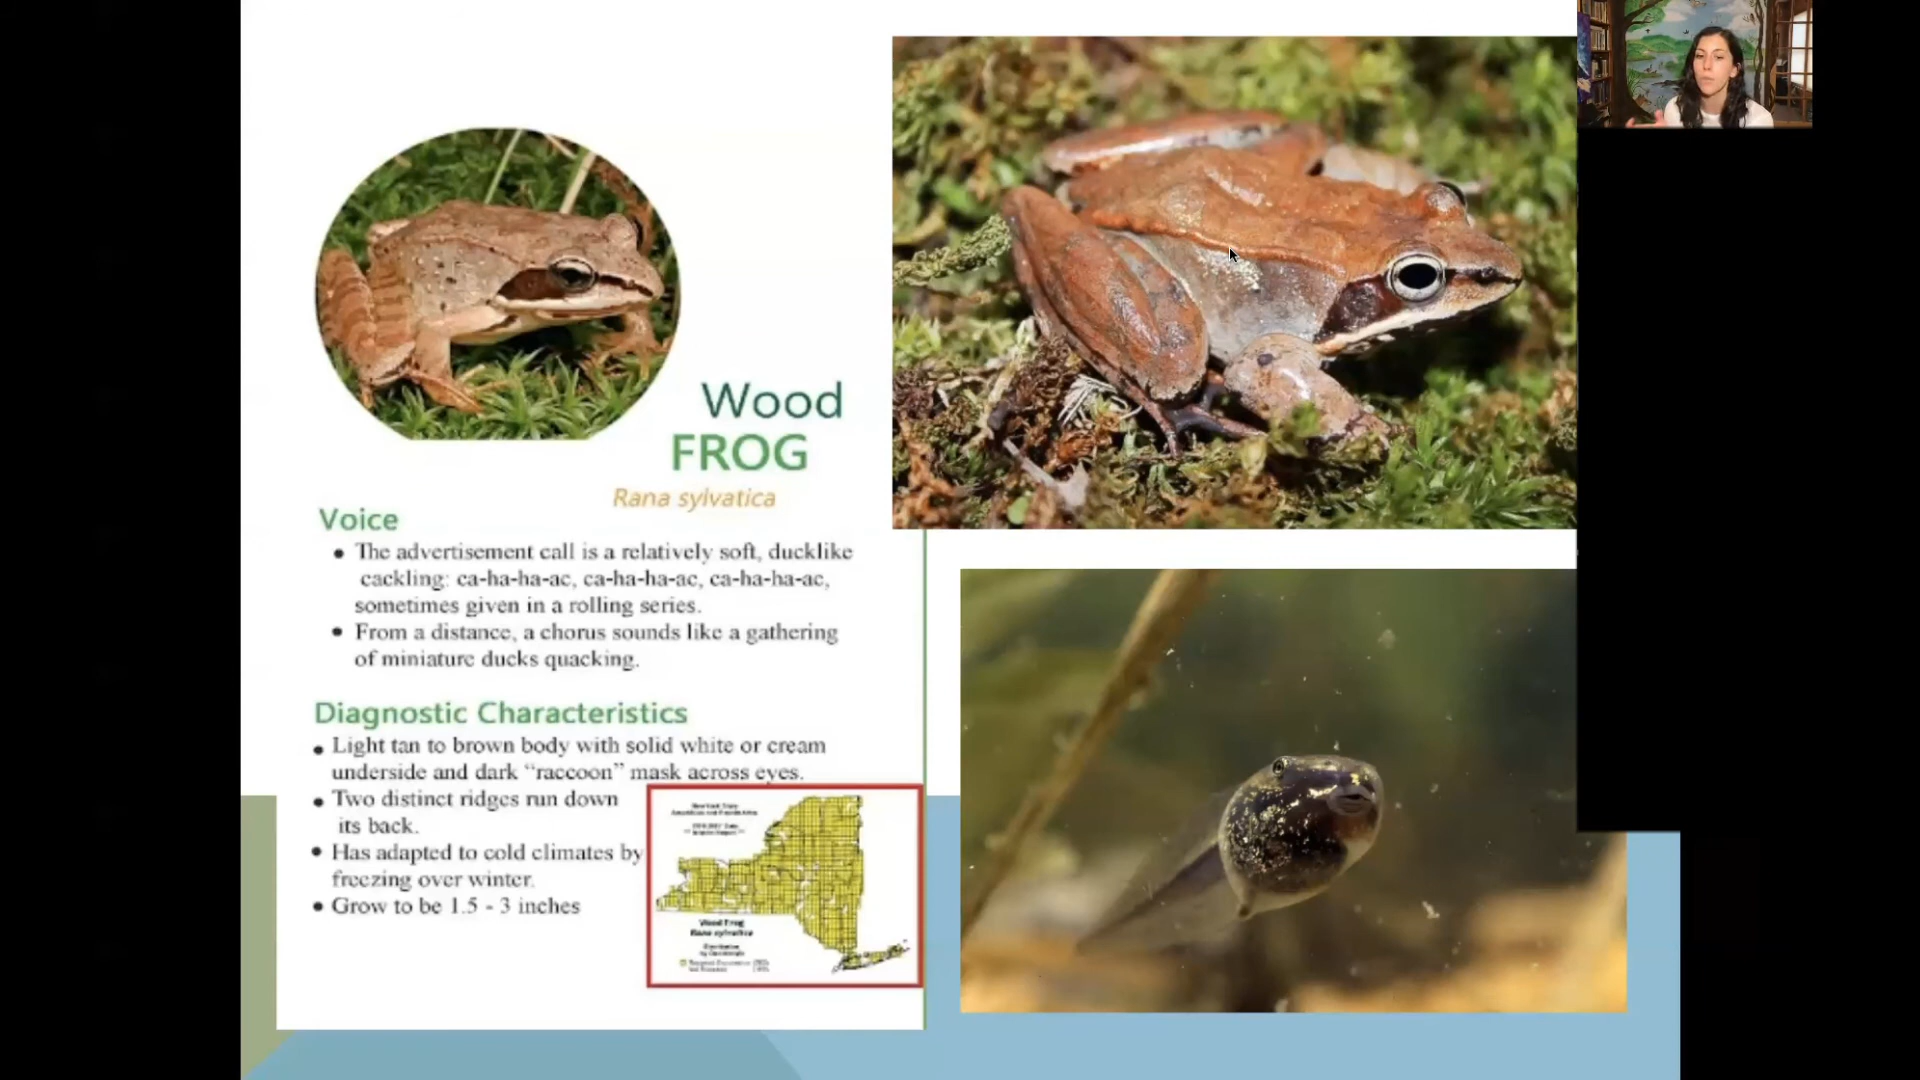 Wood
FROG
Rana sylvatica
Voice
• The advertisement call is a relatively soft, ducklike
cackling: ca-ha-ha-ac, ca-ha-ha-ac, ca-ha-ha-ac,
sometimes given in a rolling series.
• From a distance, a chorus sounds like a gathering
of miniature ducks quacking.
Diagnostic Characteristics
• Light tan to brown body with solid white or cream
underside and dark “raccoon” mask across eyes.
• Two distinct ridges run down
its back.
• Has adapted to cold climates by
freezing over winter.
• Grow to be 1.5 - 3 inches
Wood Frog
Rana sylvatica